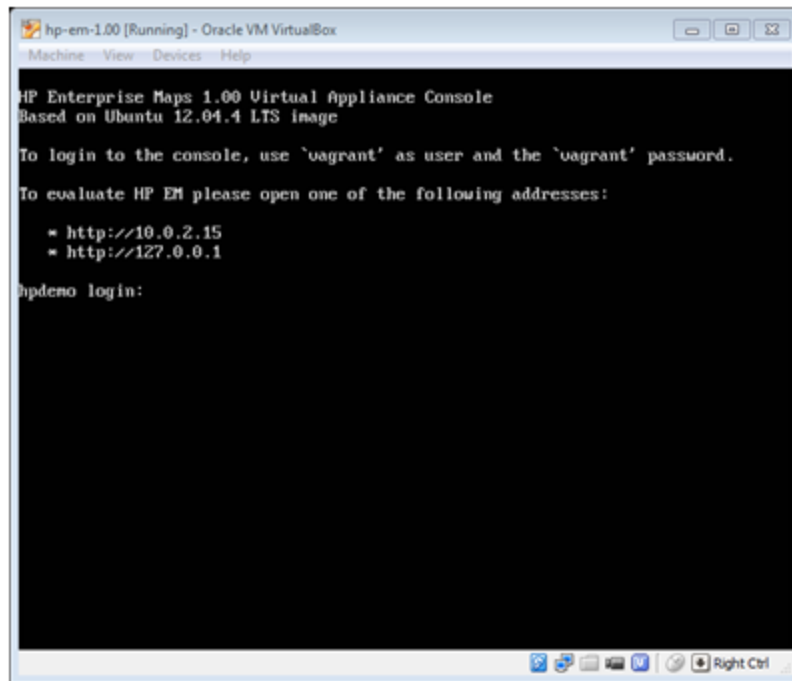 hp-em-1.00 [Running] - Oracle VM VirtualBox
Machine View Devices Help
HP Enterprise Maps 1.00 Virtual Appliance Console
Based on Ubuntu 12.04.4 LTS image
To login to the console, use `vagrant' as user and the `vagrant' password.
To evaluate HP EM please open one of the following addresses:
* http://10.0.2.15
* http://127.0.0.1
hpdemo login:
Right Ctrl